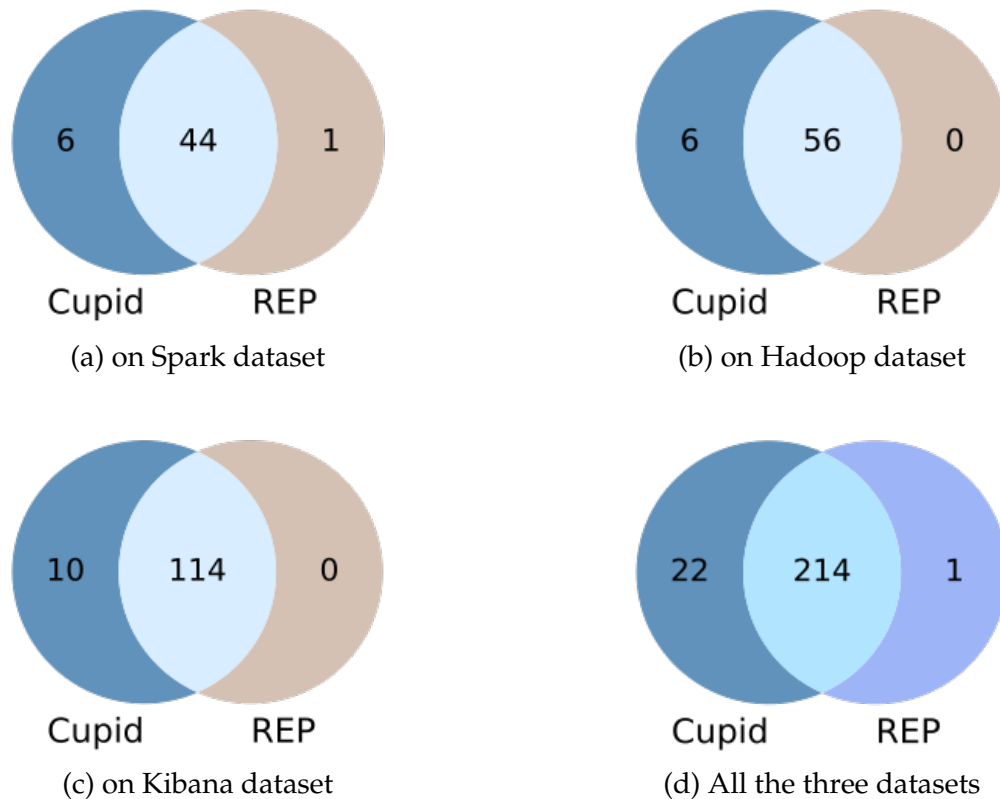 6 44 1
Cupid REP
(a) on Spark dataset
6 56 0
Cupid REP
(b) on Hadoop dataset
10 114 0
Cupid REP
(c) on Kibana dataset
22 214 1
Cupid REP
(d) All the three datasets